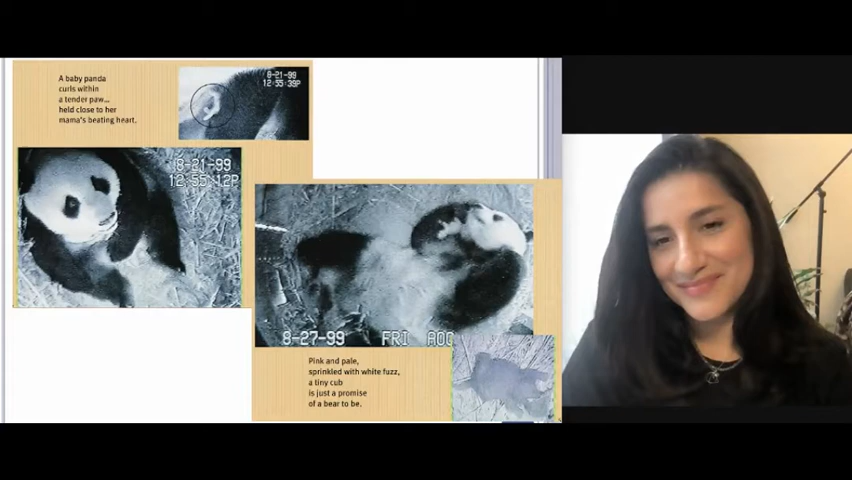 A baby panda
curls within
a tender paw...
held close to her
mama's beating heart.
8-21-99
12:55:39P
8-21-99
12:55:12P
8-27-99 FRI
Pink and pale,
sprinkled with white fuzz,
a tiny cub
is just a promise
of a bear to be.